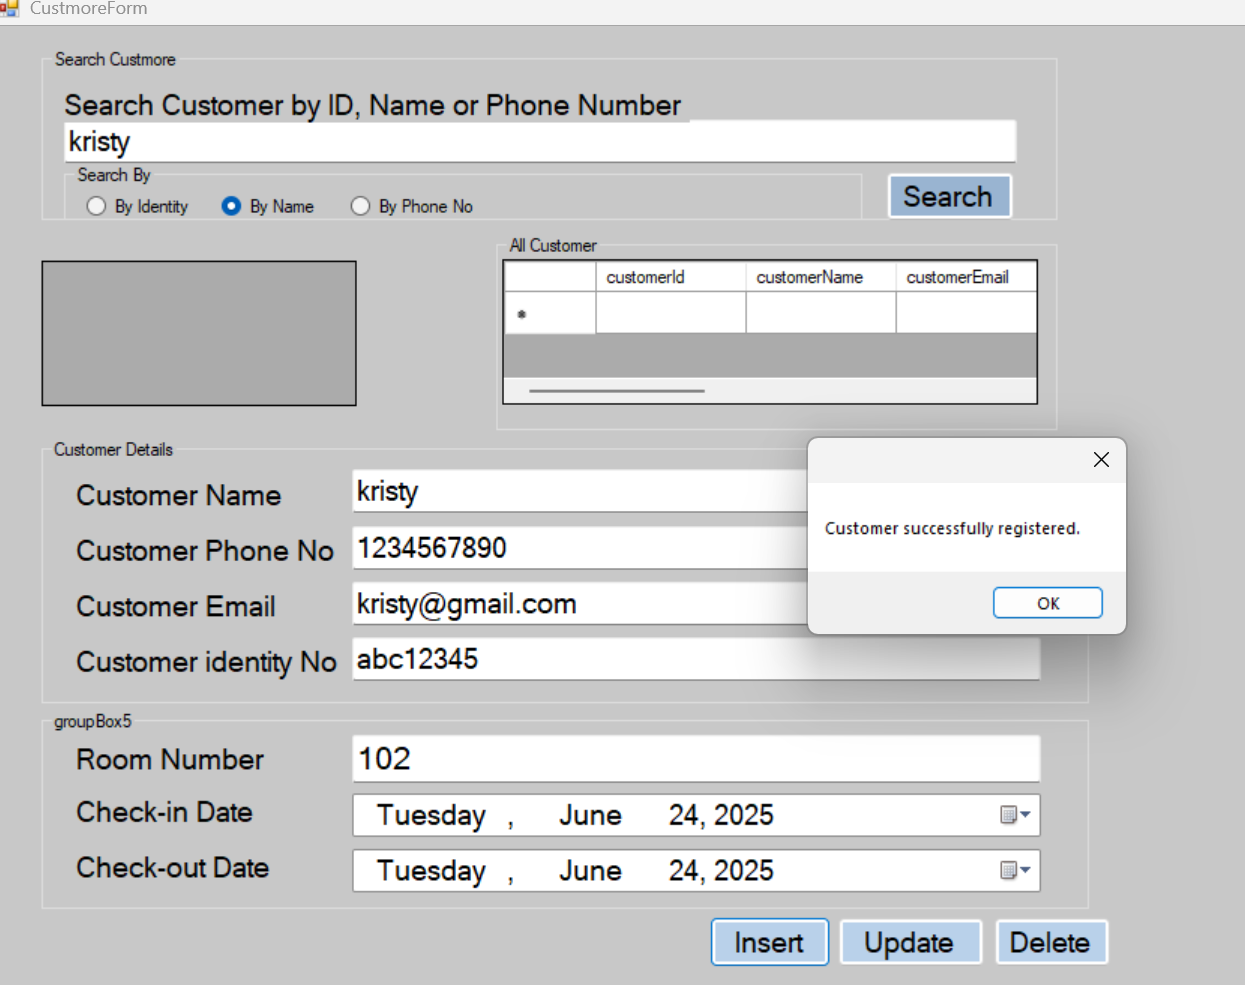 CustmoreForm
Search Custmore
Search Customer by ID, Name or Phone Number
kristy
Search By
By Identity By Name By Phone No
Search
All Customer
customerId customerName customerEmail
*
Customer Details
Customer Name kristy
Customer Phone No 1234567890
Customer Email kristy@gmail.com
Customer identity No abc12345
Customer successfully registered.
OK
groupBox5
Room Number 102
Check-in Date Tuesday , June 24, 2025
Check-out Date Tuesday , June 24, 2025
Insert Update Delete